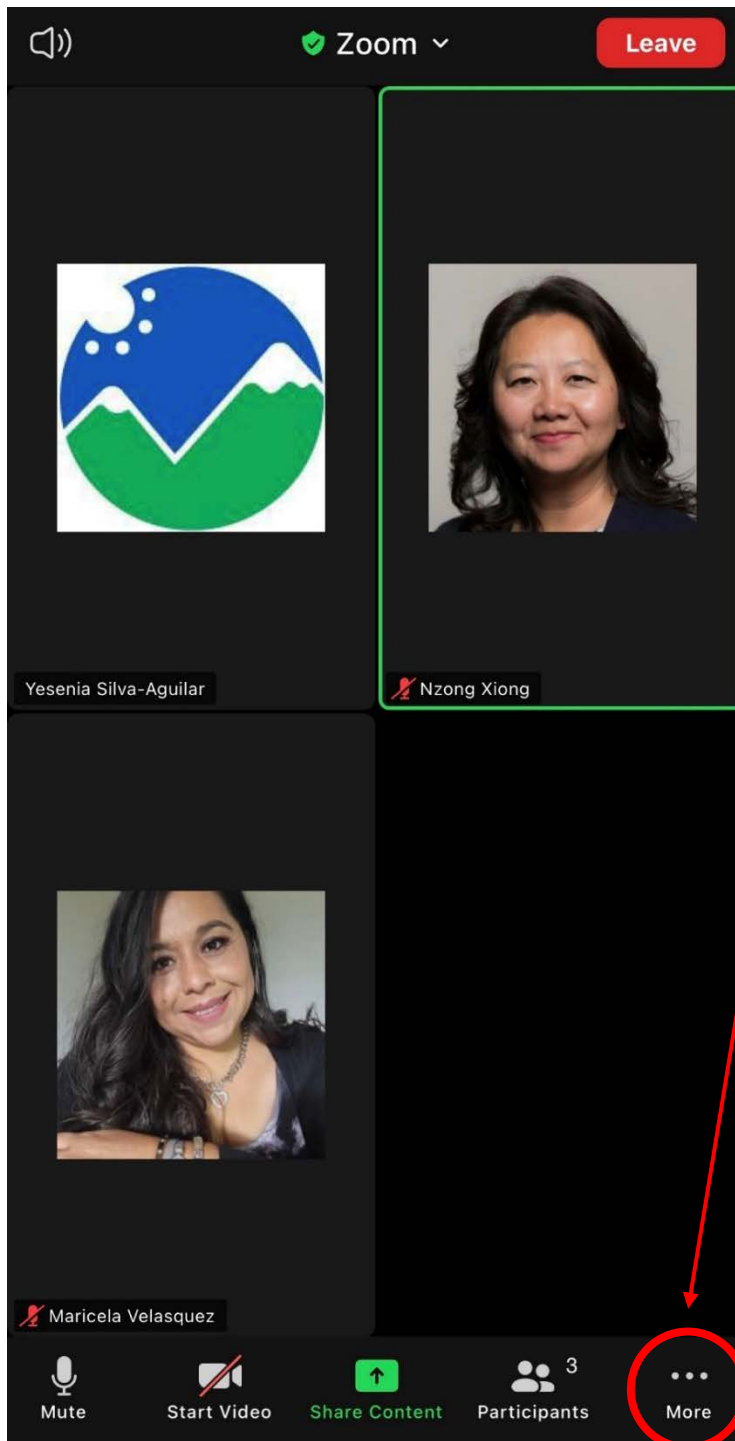 Zoom
Leave
Yesenia Silva-Aguilar
Nzong Xiong
Maricela Velasquez
Mute
Start Video
Share Content
Participants
3
More